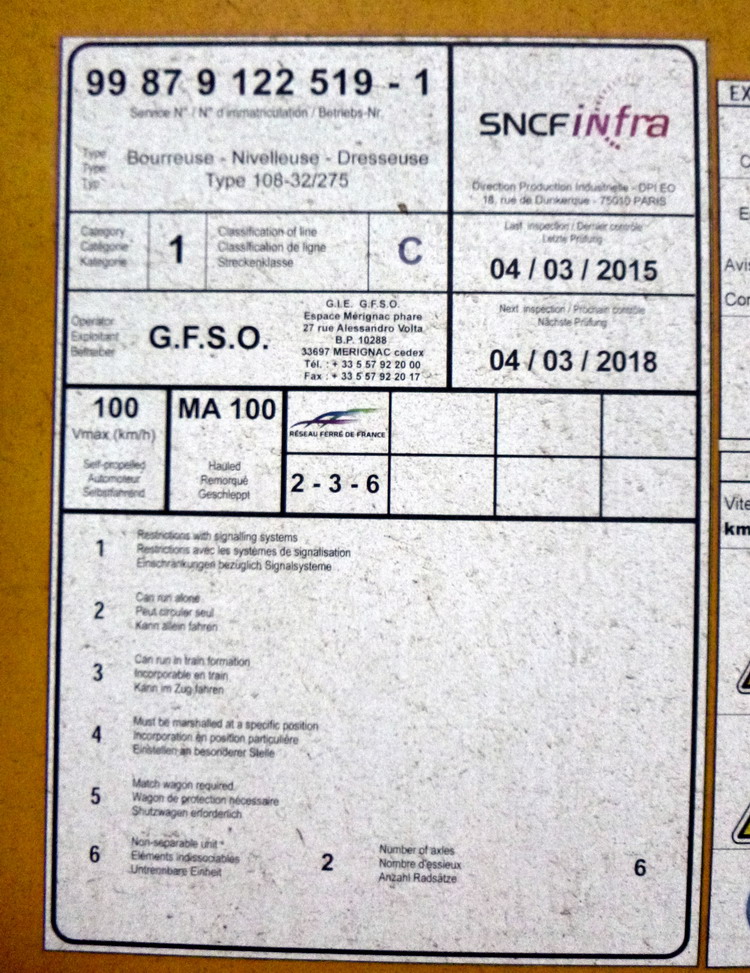 99 87 9 122 519 - 1
Service N° / N° d'immatriculation / Betriebs-Nr.
Type
Type
Typ
Bourreuse - Nivelleuse - Dresseuse
Type 108-32/275
SNCF infra
Direction Production Industrielle - DPI EO
18, rue de Dunkerque - 75010 PARIS
Category
Catégorie
Kategorie
1
Classification of line
Classification de ligne
Streckenklasse
C
Last inspection / Dernier contrôle
Letzte Prüfung
04 / 03 / 2015
Operator
Exploitant
Betreiber
G.F.S.O.
G.I.E. G.F.S.O.
Espace Mérignac phare
27 rue Alessandro Volta
B.P. 10288
33697 MERIGNAC cedex
Tél. : + 33 5 57 92 20 00
Fax : + 33 5 57 92 20 17
Next inspection / Prochain contrôle
Nächste Prüfung
04 / 03 / 2018
100
Vmax (km/h)
Self-propelled
Automoteur
Selbstfahrend
MA 100
Hauled
Remorqué
Geschleppt
RÉSEAU FERRÉ DE FRANCE
2 - 3 - 6
1
Restrictions with signalling systems
Restrictions avec les systèmes de signalisation
Einschränkungen bezüglich Signalsysteme
2
Can run alone
Peut circuler seul
Kann allein fahren
3
Can run in train formation
Incorporable en train
Kann im Zug fahren
4
Must be marshalled at a specific position
Incorporation en position particulière
Einstellen an besonderer Stelle
5
Match wagon required
Wagon de protection nécessaire
Shutzwagen erforderlich
6
Non-separable unit
Eléments indissociables
Untrennbare Einheit
2
Number of axles
Nombre d'essieux
Anzahl Radsätze
6
EX
Avis
Vite
km